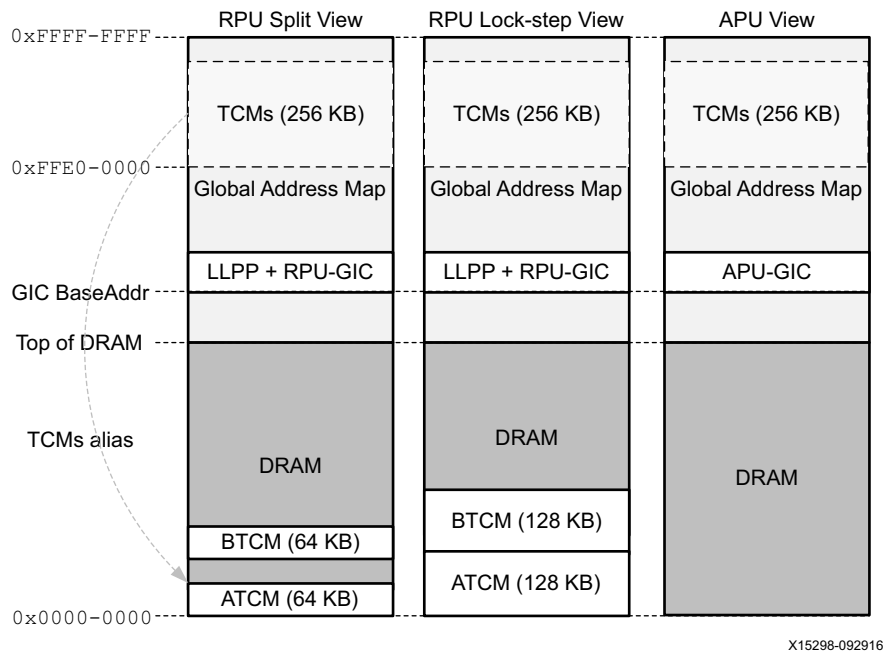 RPU Split View RPU Lock-step View APU View
0xFFFF-FFFF
TCMs (256 KB) TCMs (256 KB) TCMs (256 KB)
0xFFE0-0000
Global Address Map Global Address Map Global Address Map
LLPP + RPU-GIC LLPP + RPU-GIC APU-GIC
GIC BaseAddr
Top of DRAM
TCMs alias DRAM
DRAM DRAM
BTCM (128 KB)
BTCM (64 KB)
ATCM (128 KB)
ATCM (64 KB)
0x0000-0000
X15298-092916